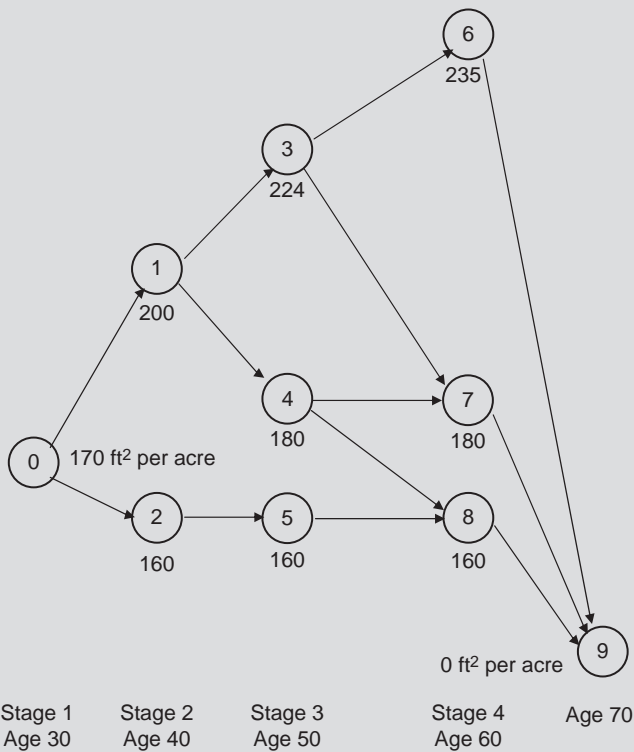 6
235
3
224
1
200
4
180
7
180
0
170 ft² per acre
2
160
5
160
8
160
9
0 ft² per acre
Stage 1
Age 30
Stage 2
Age 40
Stage 3
Age 50
Stage 4
Age 60
Age 70